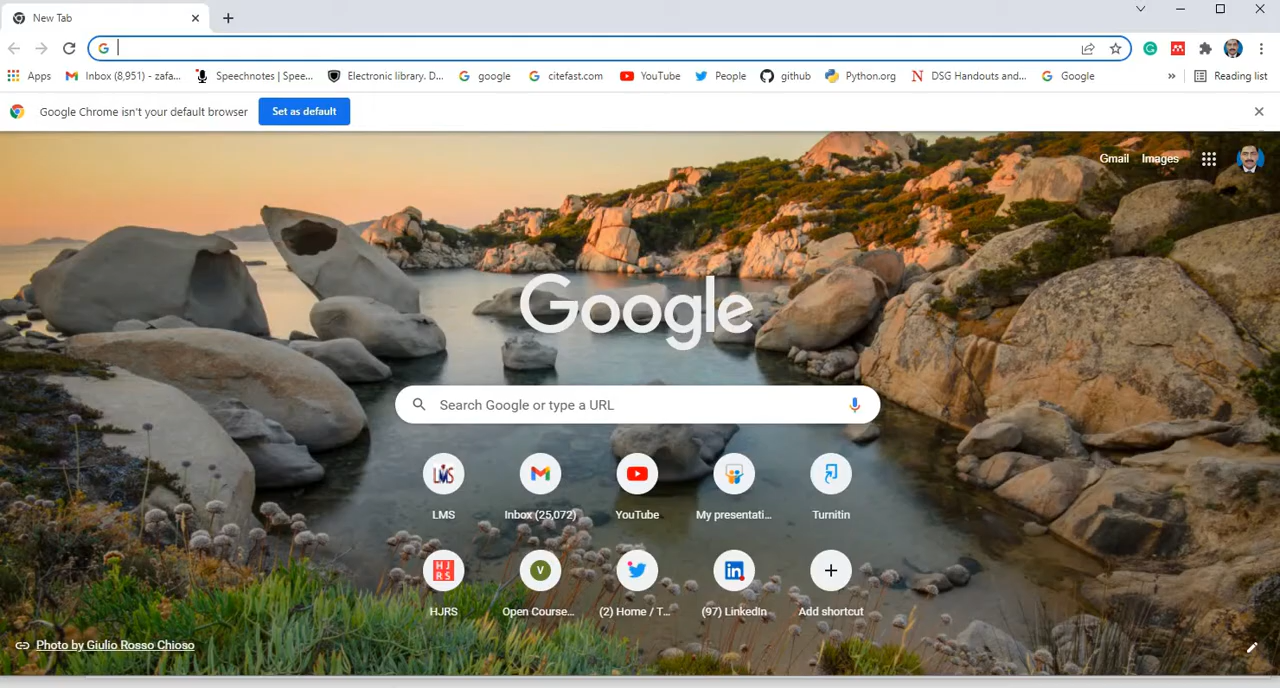 New Tab
Apps
Inbox (8,951) - zafa...
Speechnotes | Spee...
Electronic library. D...
google
citefast.com
YouTube
People
github
Python.org
DSG Handouts and...
Google
»
Reading list
Google Chrome isn't your default browser
Set as default
Gmail
Images
Google
Search Google or type a URL
LMS
LMS
Inbox (25,072)
YouTube
My presentati...
Turnitin
HJRS
HJRS
V
Open Course...
(2) Home / T...
(97) LinkedIn
Add shortcut
Photo by Giulio Rosso Chioso